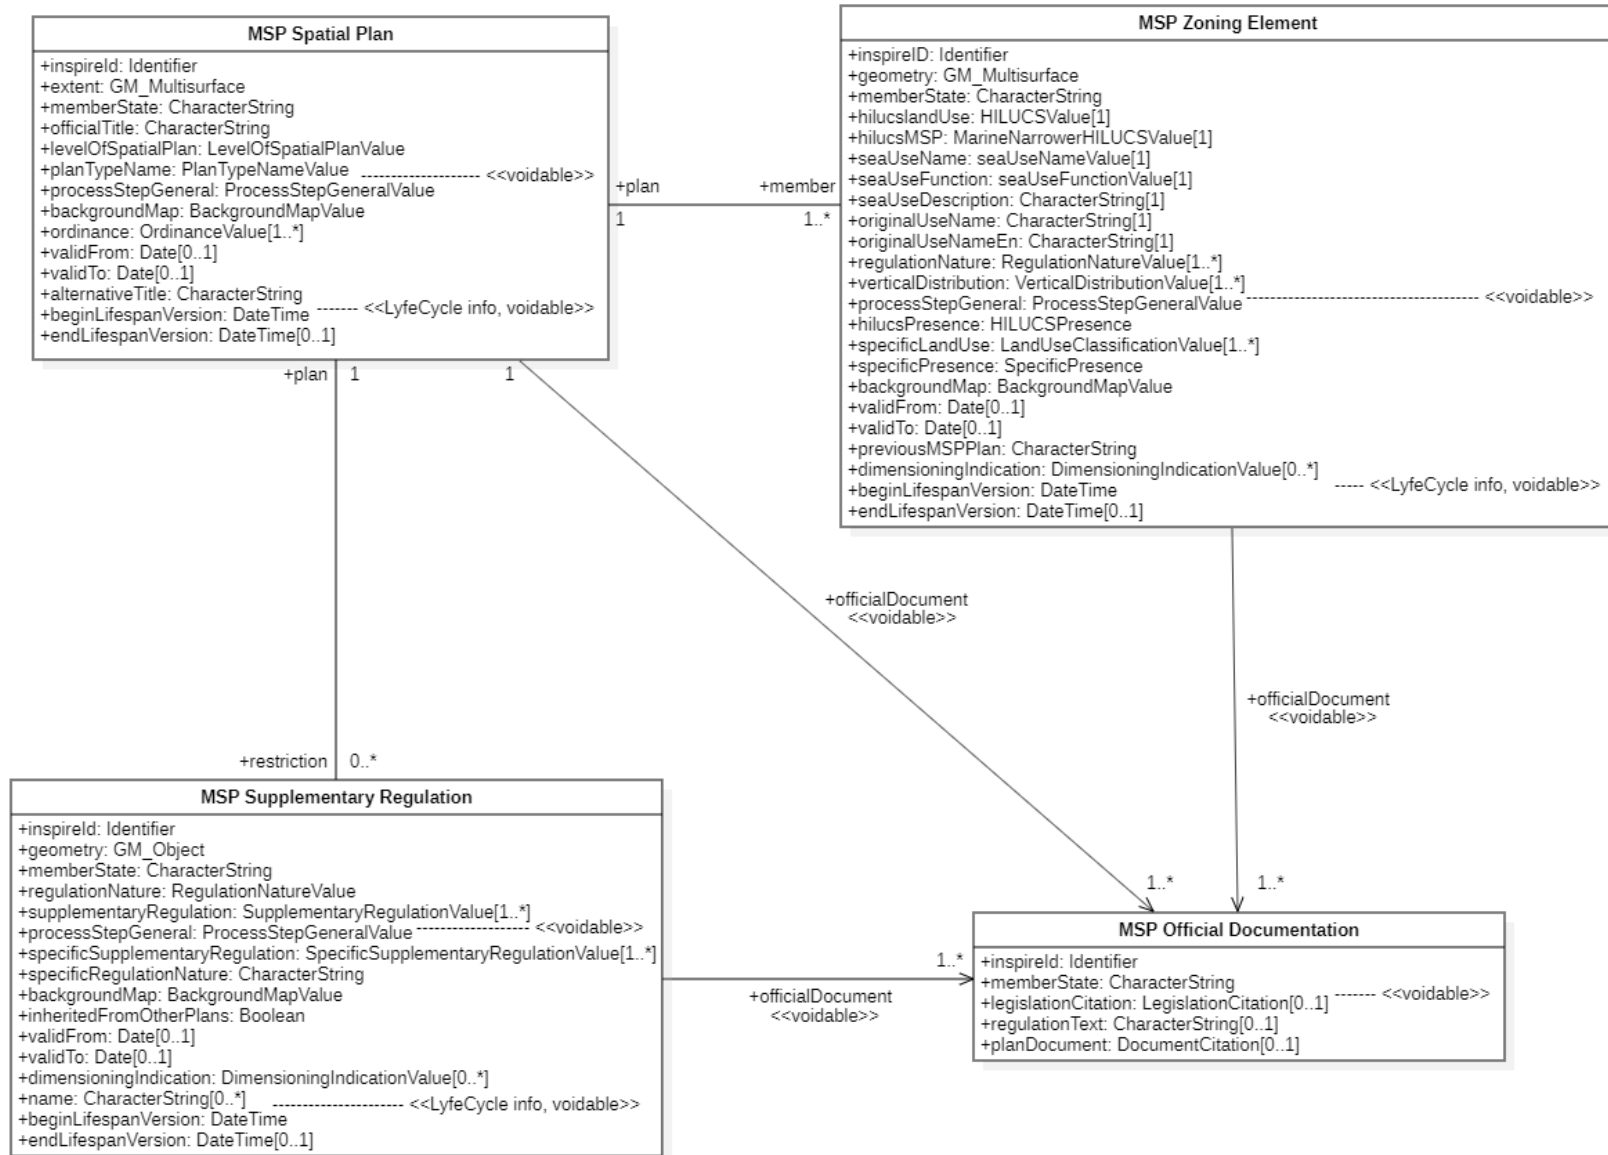 MSP Spatial Plan
+inspireId: Identifier
+extent: GM_Multisurface
+memberState: CharacterString
+officialTitle: CharacterString
+levelOfSpatialPlan: LevelOfSpatialPlanValue
+planTypeName: PlanTypeNameValue
<<voidable>>
+processStepGeneral: ProcessStepGeneralValue
+backgroundMap: BackgroundMapValue
+ordinance: OrdinanceValue[1..*]
+validFrom: Date[0..1]
+validTo: Date[0..1]
+alternativeTitle: CharacterString
+beginLifespanVersion: DateTime
<<LyfeCycle info, voidable>>
+endLifespanVersion: DateTime[0..1]
+plan
1
+member
1..*
MSP Zoning Element
+inspireID: Identifier
+geometry: GM_Multisurface
+memberState: CharacterString
+hilucslandUse: HILUCSValue[1]
+hilucsMSP: MarineNarrowerHILUCSValue[1]
+seaUseName: seaUseNameValue[1]
+seaUseFunction: seaUseFunctionValue[1]
+seaUseDescription: CharacterString[1]
+originalUseName: CharacterString[1]
+originalUseNameEn: CharacterString[1]
+regulationNature: RegulationNatureValue[1..*]
+verticalDistribution: VerticalDistributionValue[1..*]
+processStepGeneral: ProcessStepGeneralValue
<<voidable>>
+hilucsPresence: HILUCSPresence
+specificLandUse: LandUseClassificationValue[1..*]
+specificPresence: SpecificPresence
+backgroundMap: BackgroundMapValue
+validFrom: Date[0..1]
+validTo: Date[0..1]
+previousMSPPlan: CharacterString
+dimensioningIndication: DimensioningIndicationValue[0..*]
<<LyfeCycle info, voidable>>
+beginLifespanVersion: DateTime
+endLifespanVersion: DateTime[0..1]
+plan
1
1
+officialDocument
<<voidable>>
+officialDocument
<<voidable>>
+restriction
0..*
1..*
1..*
MSP Supplementary Regulation
+inspireId: Identifier
+geometry: GM_Object
+memberState: CharacterString
+regulationNature: RegulationNatureValue
+supplementaryRegulation: SupplementaryRegulationValue[1..*]
+processStepGeneral: ProcessStepGeneralValue
<<voidable>>
+specificSupplementaryRegulation: SpecificSupplementaryRegulationValue[1..*]
+specificRegulationNature: CharacterString
+backgroundMap: BackgroundMapValue
+inheritedFromOtherPlans: Boolean
+validFrom: Date[0..1]
+validTo: Date[0..1]
+dimensioningIndication: DimensioningIndicationValue[0..*]
+name: CharacterString[0..*]
<<LyfeCycle info, voidable>>
+beginLifespanVersion: DateTime
+endLifespanVersion: DateTime[0..1]
1..*
+officialDocument
<<voidable>>
MSP Official Documentation
+inspireId: Identifier
+memberState: CharacterString
+legislationCitation: LegislationCitation[0..1]
<<voidable>>
+regulationText: CharacterString[0..1]
+planDocument: DocumentCitation[0..1]